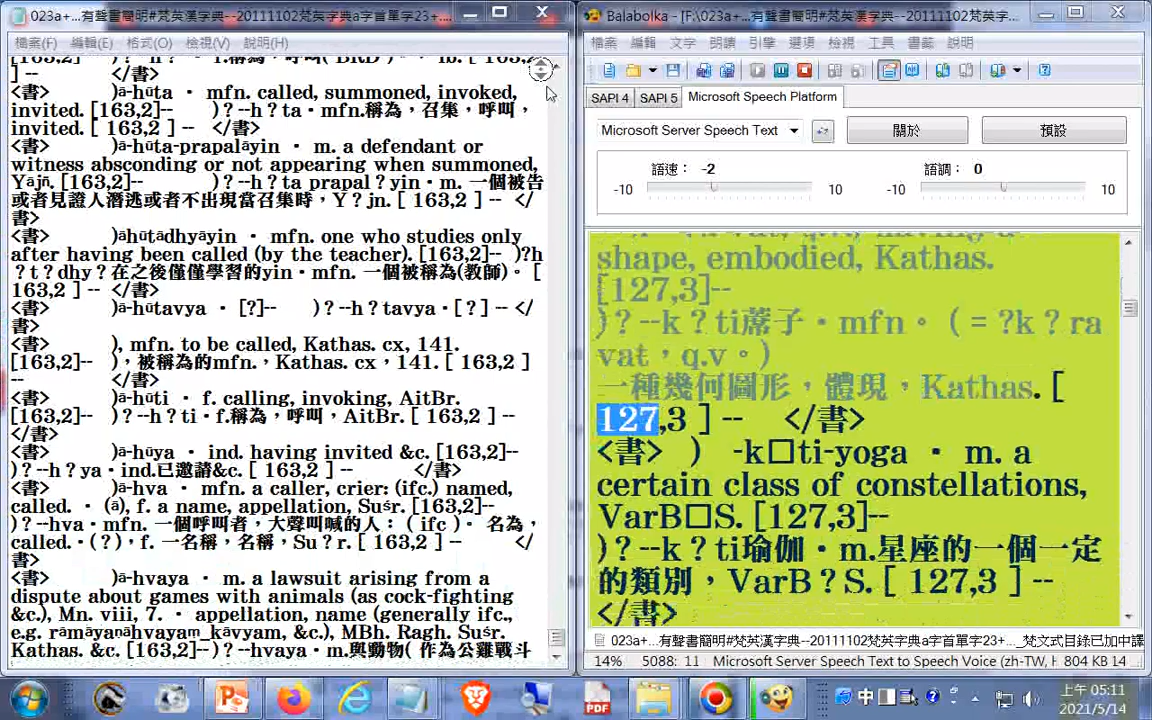 023a+...有聲書簡明#梵英漢字典--20111102梵英字典a字首單字23+...
檔案(F) 編輯(E) 格式(O) 檢視(V) 說明(H)
] -- </書>
<書> )ā-hūta • mfn. called, summoned, invoked,
invited. [163,2]-- )? --h ? ta • mfn.稱為，召集，呼叫，
invited. [ 163,2 ] -- </書>
<書> )ā-hūta-prapalāyin • m. a defendant or
witness absconding or not appearing when summoned,
Yājñ. [163,2]-- )? --h ? ta prapal ? yin • m. 一個被告
或者見證人潛逃或者不出現當召集時，Y ? jn. [ 163,2 ] -- </
書>
<書> )āhūtādhyāyin • mfn. one who studies only
after having been called (by the teacher). [163,2]-- )?h
? t ? dhy ? 在之後僅僅學習的yin • mfn. 一個被稱為(教師)。 [
163,2 ] -- </書>
<書> )ā-hūtavya • [?]-- )? --h ? tavya • [ ? ] -- </
書>
<書> ), mfn. to be called, Kathas. cx, 141.
[163,2]-- )，被稱為的mfn.，Kathas. cx，141. [ 163,2 ]
-- </書>
<書> )ā-hūti • f. calling, invoking, AitBr.
[163,2]-- )? --h ? ti • f.稱為，呼叫，AitBr. [ 163,2 ] --
</書>
<書> )ā-hūya • ind. having invited &c. [163,2]--
)? --h ? ya • ind.已邀請&c. [ 163,2 ] -- </書>
<書> )ā-hva • mfn. a caller, crier: (ifc.) named,
called. • (ā), f. a name, appellation, Suśr. [163,2]--
)? --hva • mfn. 一個呼叫者，大聲叫喊的人：( ifc )。 名為，
called. • ( ? ), f. 一名稱，名稱，Su ? r. [ 163,2 ] -- </
書>
<書> )ā-hvaya • m. a lawsuit arising from a
dispute about games with animals (as cock-fighting
&c.), Mn. viii, 7. • appellation, name (generally ifc.,
e.g. rāmāyaṇāhvayaṃ_kāvyam, &c.), MBh. Ragh. Suśr.
Kathas. &c. [163,2]-- )? --hvaya • m.與動物( 作為公雞戰斗
Balabolka - [F:\023a+...有聲書簡明#梵英漢字典--20111102梵英字...
檔案 編輯 文字 朗讀 引擎 選項 檢視 工具 書籤 說明
SAPI 4 SAPI 5 Microsoft Speech Platform
Microsoft Server Speech Text 關於 預設
語速： -2 語調： 0
-10 10 -10 10
shape, embodied, Kathas.
[127,3]--
)? --k ? ti蓆子 • mfn。 ( = ?k ? ra
vat，q.v。)
一種幾何圖形，體現，Kathas. [
127,3 ] -- </書>
<書> ) -k□ti-yoga • m. a
certain class of constellations,
VarB□S. [127,3]--
)? --k ? ti瑜伽 • m.星座的一個一定
的類別，VarB ? S. [ 127,3 ] --
</書>
023a+...有聲書簡明#梵英漢字典--20111102梵英字典a字首單字23+..._梵文式目錄已加中譯
14% 5088: 11 Microsoft Server Speech Text to Speech Voice (zh-TW, H 804 KB 14
中
上午 05:11
2021/5/14